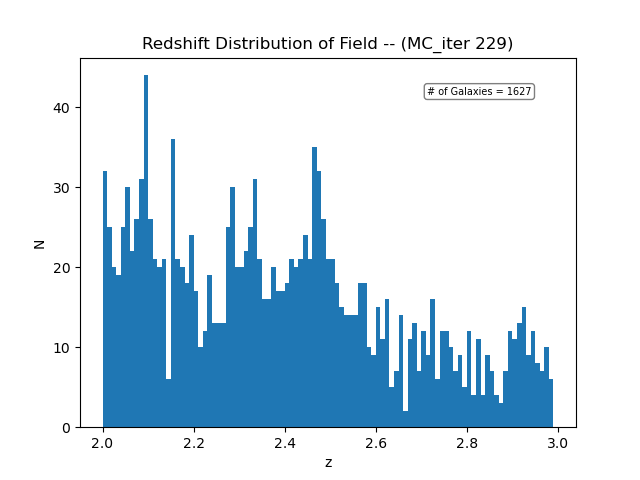 Redshift Distribution of Field -- (MC_iter 229)
# of Galaxies = 1627
40
30
20
10
0
N
2.0 2.2 2.4 2.6 2.8 3.0
z